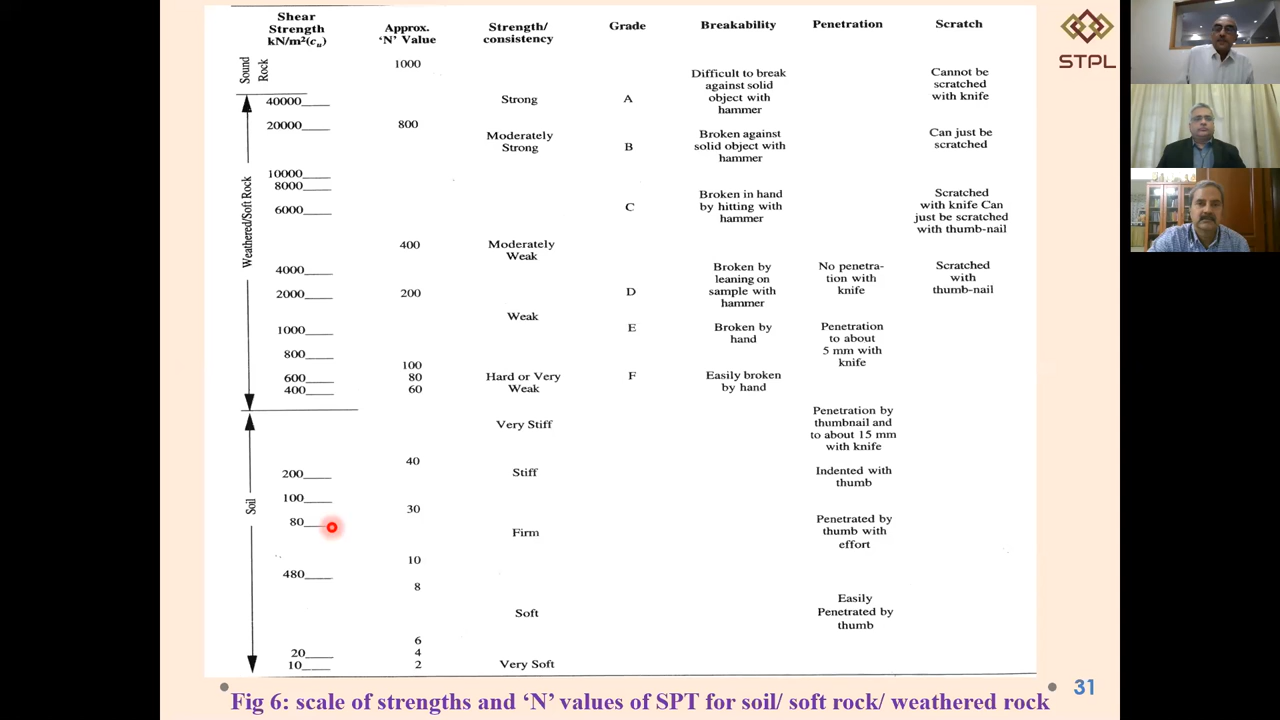 Shear
Strength
kN/m²(cᵤ)
Approx.
‘N’ Value
Strength/
consistency
Grade
Breakability
Penetration
Scratch
STPL
Sound
Rock
1000
Difficult to break
against solid
object with
hammer
Cannot be
scratched
with knife
40000
Strong
A
20000
800
Moderately
Strong
B
Broken against
solid object with
hammer
Can just be
scratched
10000
8000
6000
Weathered/Soft Rock
C
Broken in hand
by hitting with
hammer
Scratched
with knife Can
just be scratched
with thumb-nail
400
Moderately
Weak
4000
2000
200
D
Broken by
leaning on
sample with
hammer
No penetra-
tion with
knife
Scratched
with
thumb-nail
Weak
1000
E
Broken by
hand
Penetration
to about
5 mm with
knife
800
100
600
80
400
60
Hard or Very
Weak
F
Easily broken
by hand
Very Stiff
Penetration by
thumbnail and
to about 15 mm
with knife
40
200
Stiff
Indented with
thumb
Soil
100
30
80
Firm
Penetrated by
thumb with
effort
10
480
8
Soft
Easily
Penetrated by
thumb
6
20
4
10
2
Very Soft
31
Fig 6: scale of strengths and ‘N’ values of SPT for soil/ soft rock/ weathered rock